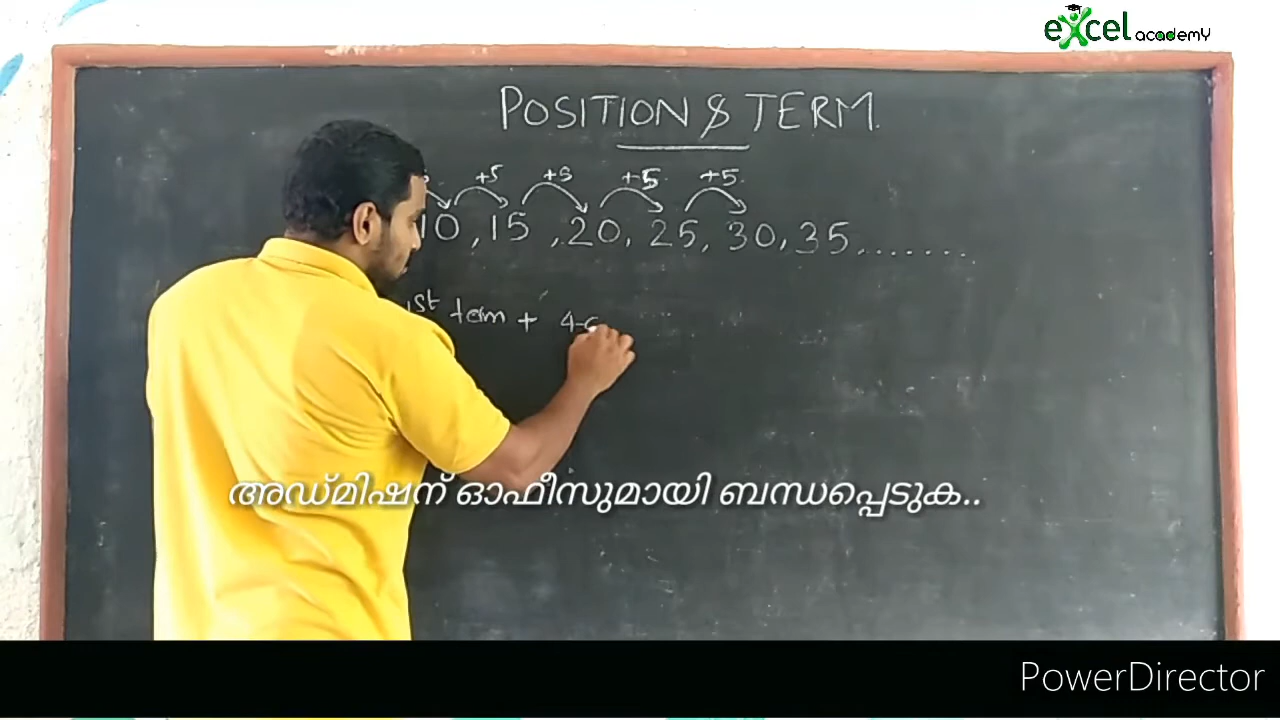 excel academy
POSITION & TERM
+5 +5 +5 +5
10, 15, 20, 25, 30, 35, .......
1st term + 4
അഡ്മിഷന് ഓഫീസുമായി ബന്ധപ്പെടുക..
PowerDirector